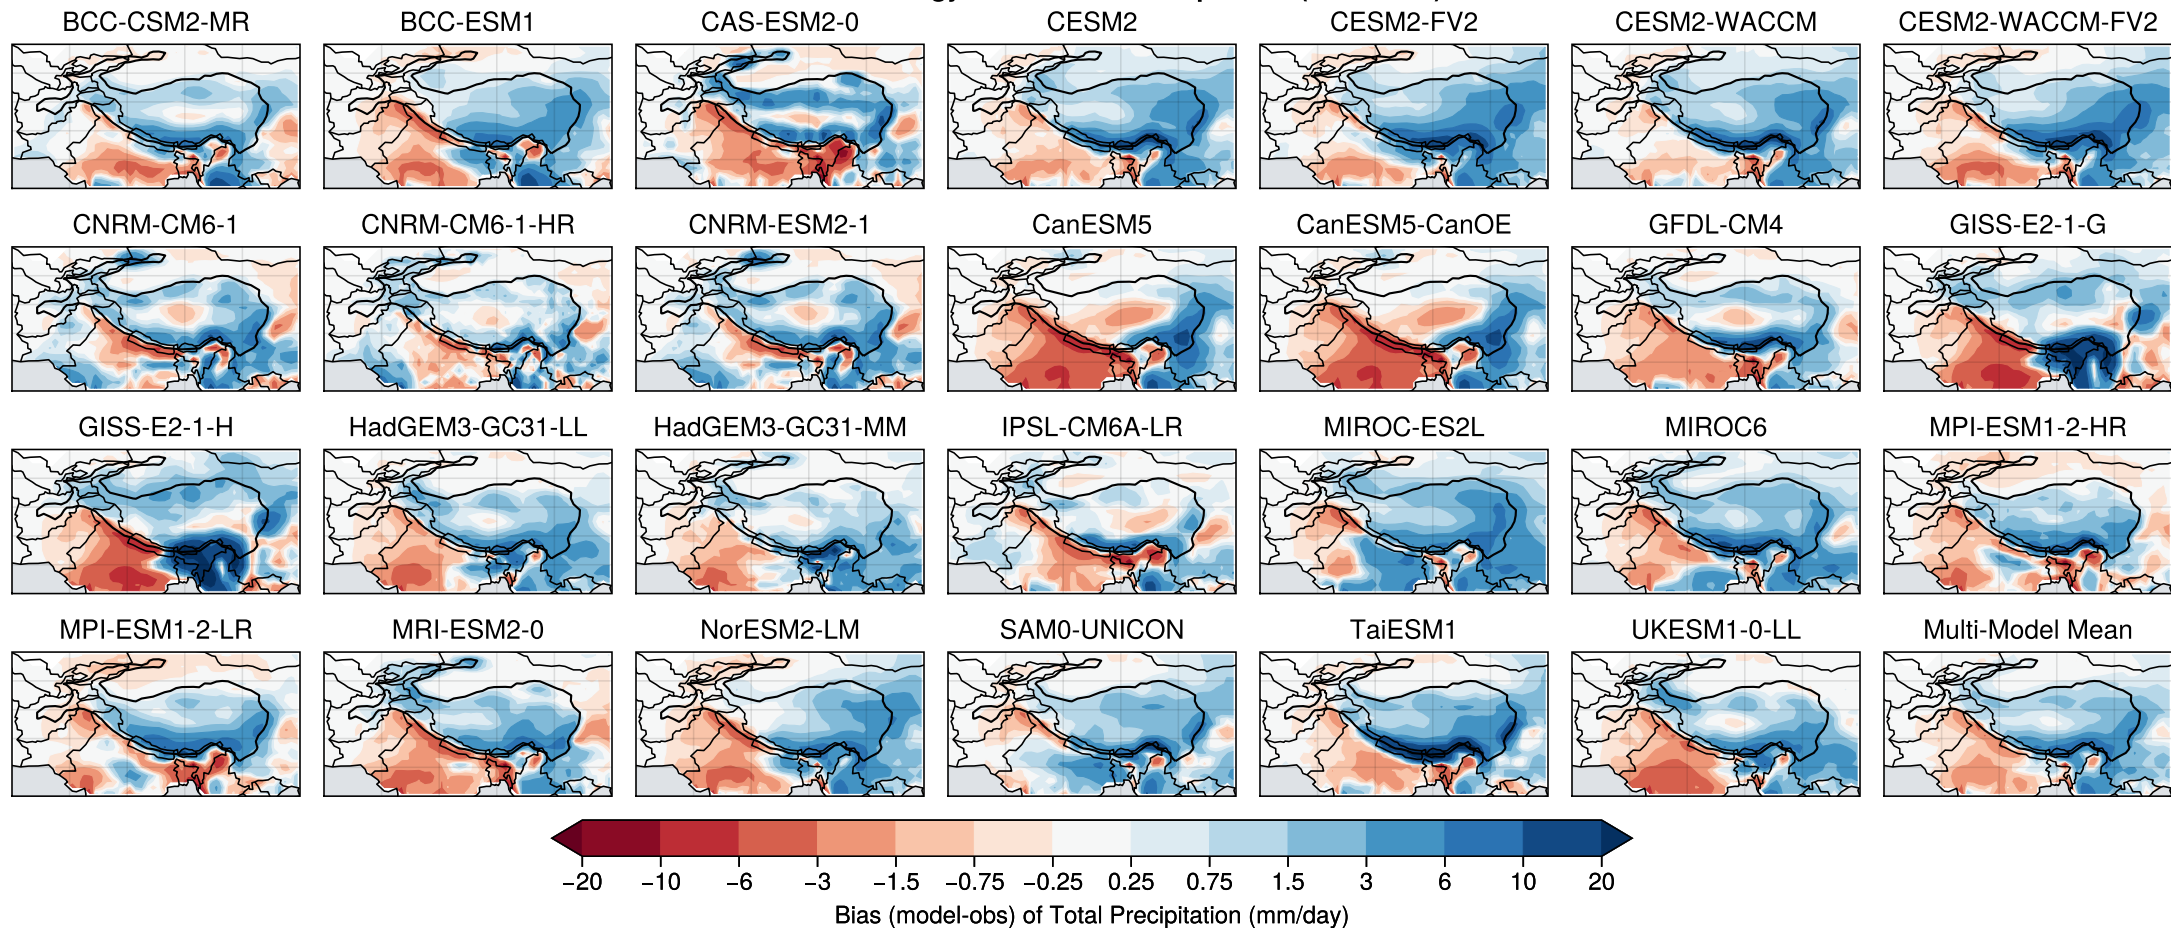 BCC-CSM2-MR BCC-ESM1 CAS-ESM2-0 CESM2 CESM2-FV2 CESM2-WACCM CESM2-WACCM-FV2
CNRM-CM6-1 CNRM-CM6-1-HR CNRM-ESM2-1 CanESM5 CanESM5-CanOE GFDL-CM4 GISS-E2-1-G
GISS-E2-1-H HadGEM3-GC31-LL HadGEM3-GC31-MM IPSL-CM6A-LR MIROC-ES2L MIROC6 MPI-ESM1-2-HR
MPI-ESM1-2-LR MRI-ESM2-0 NorESM2-LM SAM0-UNICON TaiESM1 UKESM1-0-LL Multi-Model Mean
−20 −10 −6 −3 −1.5 −0.75 −0.25 0.25 0.75 1.5 3 6 10 20
Bias (model-obs) of Total Precipitation (mm/day)